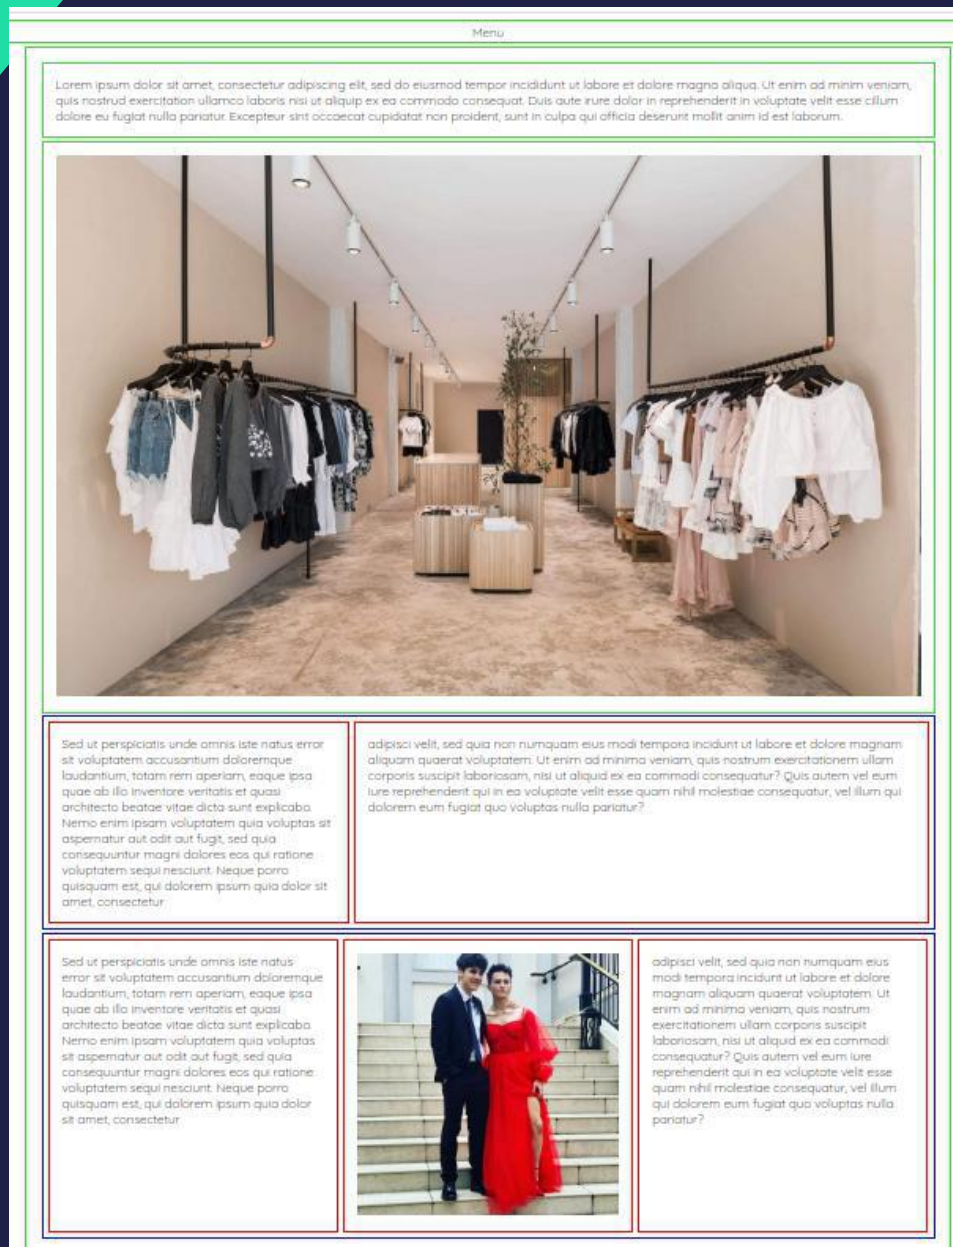 Menu
Lorem ipsum dolor sit amet, consectetur adipiscing elit, sed do eiusmod tempor incididunt ut labore et dolore magna aliqua. Ut enim ad minim veniam,
quis nostrud exercitation ullamco laboris nisi ut aliquip ex ea commodo consequat. Duis aute irure dolor in reprehenderit in voluptate velit esse cillum
dolore eu fugiat nulla pariatur. Excepteur sint occaecat cupidatat non proident, sunt in culpa qui officia deserunt mollit anim id est laborum.
Sed ut perspiciatis unde omnis iste natus error
sit voluptatem accusantium doloremque
laudantium, totam rem aperiam, eaque ipsa
quae ab illo inventore veritatis et quasi
architecto beatae vitae dicta sunt explicabo.
Nemo enim ipsam voluptatem quia voluptas sit
aspernatur aut odit aut fugit, sed quia
consequuntur magni dolores eos qui ratione
voluptatem sequi nesciunt. Neque porro
quisquam est, qui dolorem ipsum quia dolor sit
amet, consectetur
adipisci velit, sed quia non numquam eius modi tempora incidunt ut labore et dolore magnam
aliquam quaerat voluptatem. Ut enim ad minima veniam, quis nostrum exercitationem ullam
corporis suscipit laboriosam, nisi ut aliquid ex ea commodi consequatur? Quis autem vel eum
iure reprehenderit qui in ea voluptate velit esse quam nihil molestiae consequatur, vel illum qui
dolorem eum fugiat quo voluptas nulla pariatur?
Sed ut perspiciatis unde omnis iste natus
error sit voluptatem accusantium doloremque
laudantium, totam rem aperiam, eaque ipsa
quae ab illo inventore veritatis et quasi
architecto beatae vitae dicta sunt explicabo.
Nemo enim ipsam voluptatem quia voluptas
sit aspernatur aut odit aut fugit, sed quia
consequuntur magni dolores eos qui ratione
voluptatem sequi nesciunt. Neque porro
quisquam est, qui dolorem ipsum quia dolor
sit amet, consectetur
adipisci velit, sed quia non numquam eius
modi tempora incidunt ut labore et dolore
magnam aliquam quaerat voluptatem. Ut
enim ad minima veniam, quis nostrum
exercitationem ullam corporis suscipit
laboriosam, nisi ut aliquid ex ea commodi
consequatur? Quis autem vel eum iure
reprehenderit qui in ea voluptate velit esse
quam nihil molestiae consequatur, vel illum
qui dolorem eum fugiat quo voluptas nulla
pariatur?